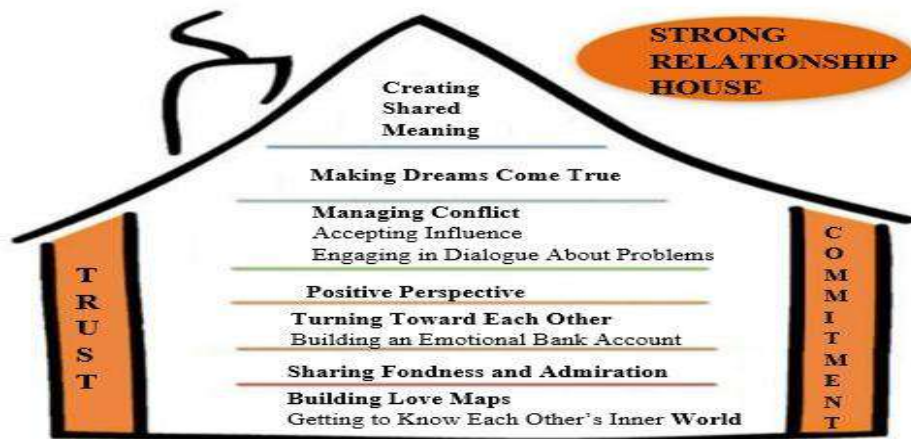 STRONG
RELATIONSHIP
HOUSE
Creating
Shared
Meaning
Making Dreams Come True
Managing Conflict
Accepting Influence
Engaging in Dialogue About Problems
Positive Perspective
Turning Toward Each Other
Building an Emotional Bank Account
Sharing Fondness and Admiration
Building Love Maps
Getting to Know Each Other's Inner World
TRUST
COMMITMENT